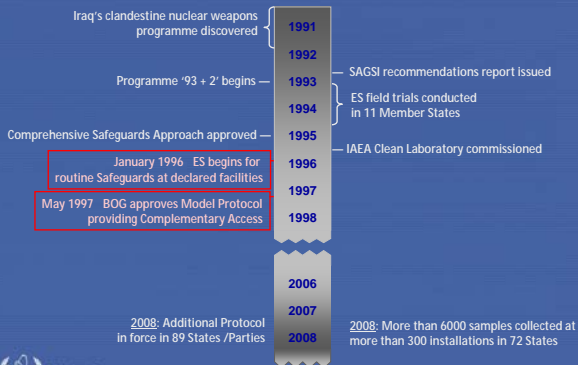 Iraq's clandestine nuclear weapons
programme discovered
1991
1992
SAGSI recommendations report issued
Programme '93 + 2' begins
1993
ES field trials conducted
in 11 Member States
1994
Comprehensive Safeguards Approach approved
1995
IAEA Clean Laboratory commissioned
January 1996 ES begins for
routine Safeguards at declared facilities
1996
1997
May 1997 BOG approves Model Protocol
providing Complementary Access
1998
2006
2007
2008: Additional Protocol
in force in 89 States /Parties
2008
2008: More than 6000 samples collected at
more than 300 installations in 72 States